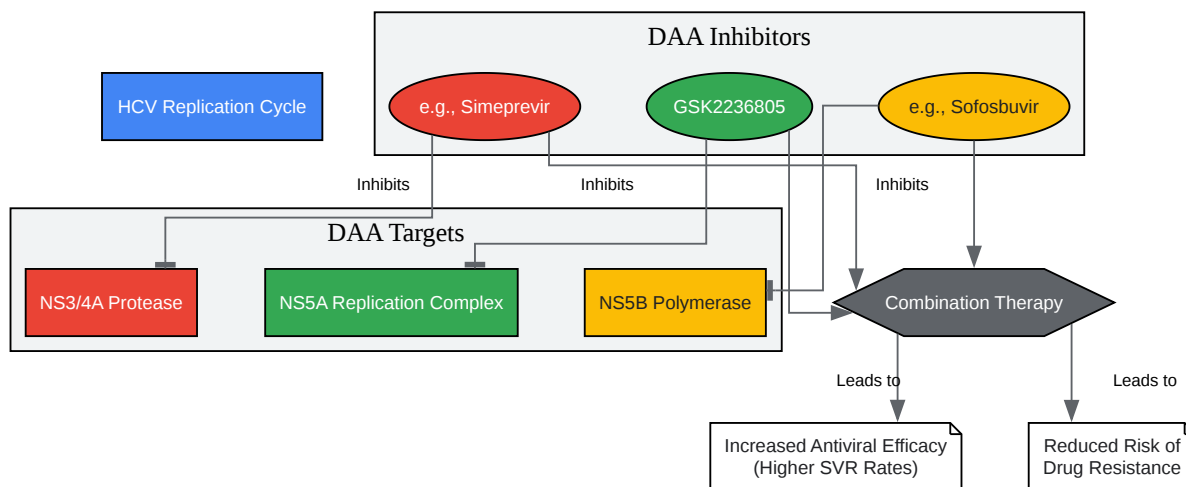 DAA Inhibitors
HCV Replication Cycle
e.g., Simeprevir
GSK2236805
e.g., Sofosbuvir
Inhibits
Inhibits
Inhibits
DAA Targets
NS3/4A Protease
NS5A Replication Complex
NS5B Polymerase
Combination Therapy
Leads to
Leads to
Increased Antiviral Efficacy
(Higher SVR Rates)
Reduced Risk of
Drug Resistance